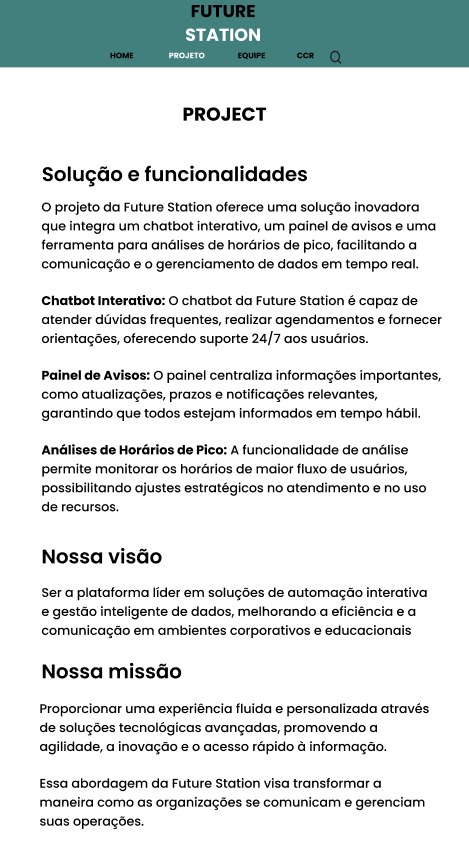 FUTURE
STATION
HOME PROJETO EQUIPE CCR
PROJECT
Solução e funcionalidades
O projeto da Future Station oferece uma solução inovadora
que integra um chatbot interativo, um painel de avisos e uma
ferramenta para análises de horários de pico, facilitando a
comunicação e o gerenciamento de dados em tempo real.
Chatbot Interativo: O chatbot da Future Station é capaz de
atender dúvidas frequentes, realizar agendamentos e fornecer
orientações, oferecendo suporte 24/7 aos usuários.
Painel de Avisos: O painel centraliza informações importantes,
como atualizações, prazos e notificações relevantes,
garantindo que todos estejam informados em tempo hábil.
Análises de Horários de Pico: A funcionalidade de análise
permite monitorar os horários de maior fluxo de usuários,
possibilitando ajustes estratégicos no atendimento e no uso
de recursos.
Nossa visão
Ser a plataforma líder em soluções de automação interativa
e gestão inteligente de dados, melhorando a eficiência e a
comunicação em ambientes corporativos e educacionais
Nossa missão
Proporcionar uma experiência fluida e personalizada através
de soluções tecnológicas avançadas, promovendo a
agilidade, a inovação e o acesso rápido à informação.
Essa abordagem da Future Station visa transformar a
maneira como as organizações se comunicam e gerenciam
suas operações.